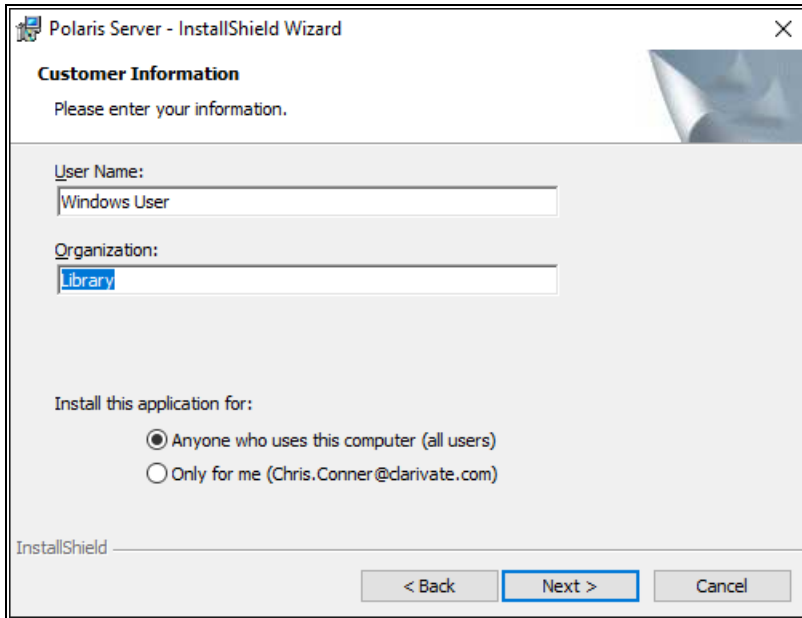 Polaris Server - InstallShield Wizard
Customer Information
Please enter your information.
User Name:
Windows User
Organization:
Library
Install this application for:
Anyone who uses this computer (all users)
Only for me (Chris.Conner@clarivate.com)
InstallShield
< Back Next > Cancel